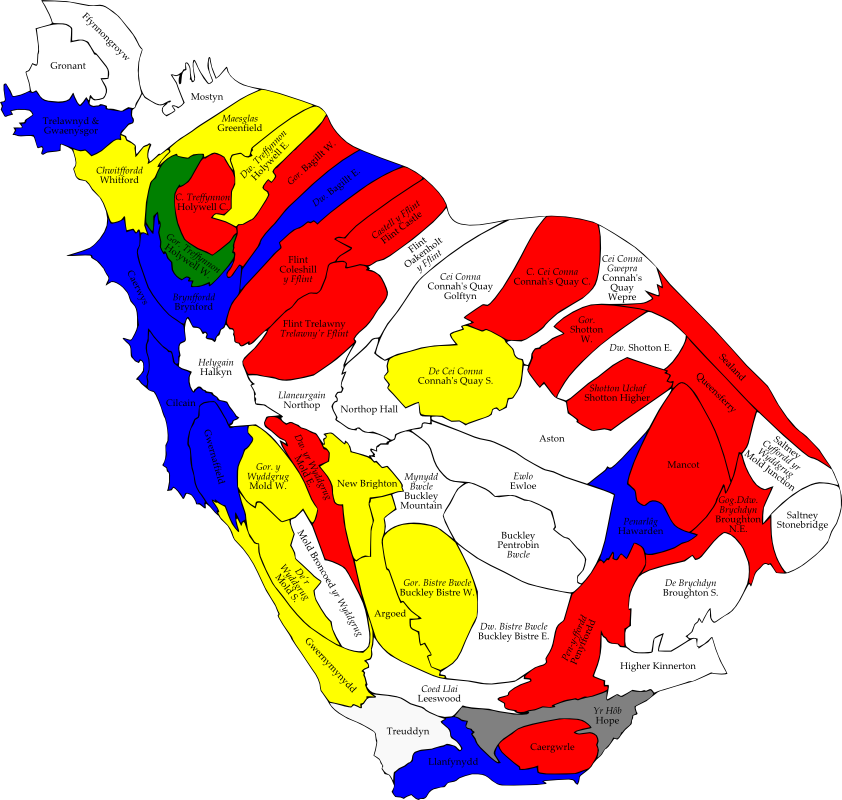 Ffynnongroyw
Gronant
Mostyn
Trelawnyd &
Gwaenysgor
Maesglas
Greenfield
Chwitffordd
Whitford
Dw. Treffynnon
Holywell E.
C. Treffynnon
Holywell C.
Gor. Treffynnon
Holywell W.
Gor. Bagillt W.
Dw. Bagillt E.
Castell y Fflint
Flint Castle
Flint
Coleshill
y Fflint
Flint
Oakenholt
y Fflint
Caerwys
Brynffordd
Brynford
Flint Trelawny
Trelawny'r Fflint
Cei Conna
Connah's Quay
Golftyn
C. Cei Conna
Connah's Quay C.
Cei Conna
Gwepra
Connah's
Quay
Wepre
Gor.
Shotton
W.
Dw. Shotton E.
Shotton Uchaf
Shotton Higher
Sealand
Queensferry
Helygain
Halkyn
Llaneurgain
Northop
Northop Hall
De Cei Conna
Connah's Quay S.
Cilcain
Gwernaffield
Gor. y
Wyddgrug
Mold W.
Dw. yr Wyddgrug
Mold E.
New Brighton
Mynydd
Bwcle
Buckley
Mountain
Aston
Ewlo
Ewloe
Mancot
Saltney
Cyffordd yr
Wyddgrug
Mold Junction
Saltney
Stonebridge
Gog Ddw.
Brychdyn
Broughton
N.E.
Penarlâg
Hawarden
Buckley
Pentrobin
Bwcle
Mold Broncoed yr Wyddgrug
De'r
Wyddgrug
Mold S.
Gwernymynydd
Argoed
Gor. Bistre Bwcle
Buckley Bistre W.
Dw. Bistre Bwcle
Buckley Bistre E.
De Brychdyn
Broughton S.
Pen-y-ffordd
Penyffordd
Higher Kinnerton
Coed Llai
Leeswood
Treuddyn
Yr Hôb
Hope
Caergwrle
Llanfynydd